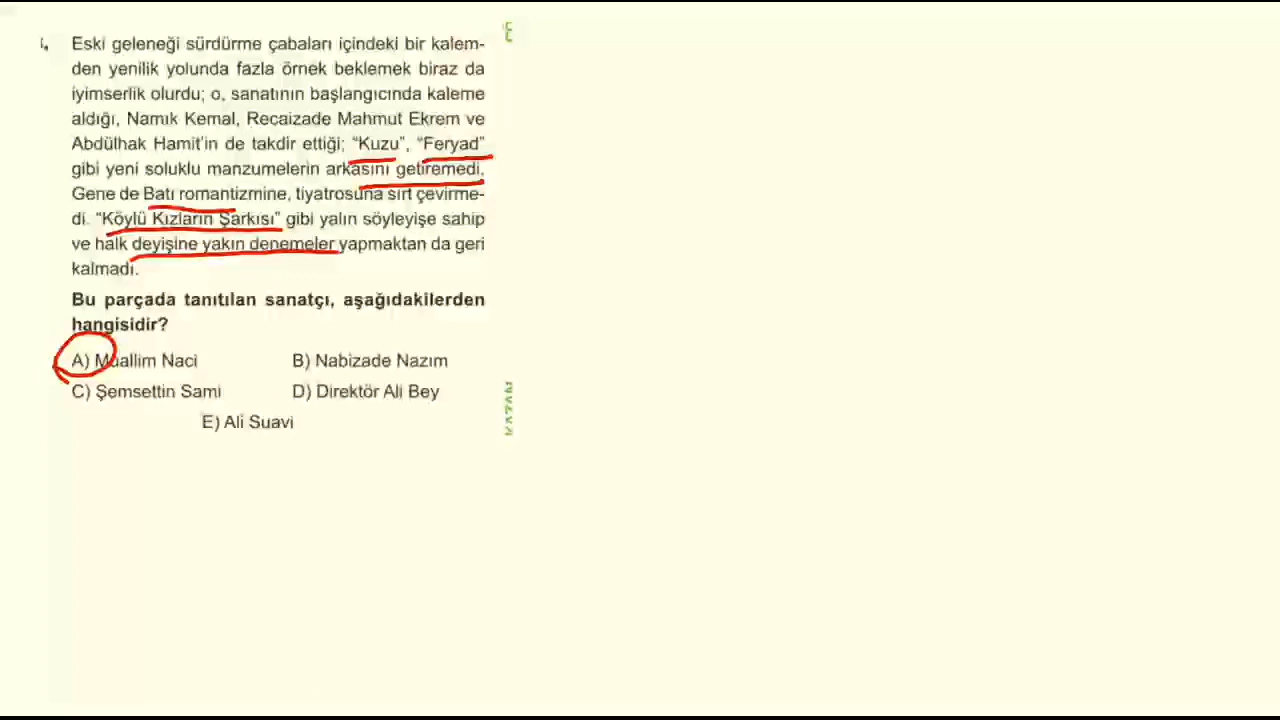 Eski geleneği sürdürme çabaları içindeki bir kalem-
den yenilik yolunda fazla örnek beklemek biraz da
iyimserlik olurdu; o, sanatının başlangıcında kaleme
aldığı, Namık Kemal, Recaizade Mahmut Ekrem ve
Abdülhak Hamit'in de takdir ettiği; “Kuzu”, “Feryad”
gibi yeni soluklu manzumelerin arkasını getiremedi.
Gene de Batı romantizmine, tiyatrosuna sırt çevirme-
di. “Köylü Kızların Şarkısı” gibi yalın söyleyişe sahip
ve halk deyişine yakın denemeler yapmaktan da geri
kalmadı.
Bu parçada tanıtılan sanatçı, aşağıdakilerden
hangisidir?
A) Muallim Naci
B) Nabizade Nazım
C) Şemsettin Sami
D) Direktör Ali Bey
E) Ali Suavi